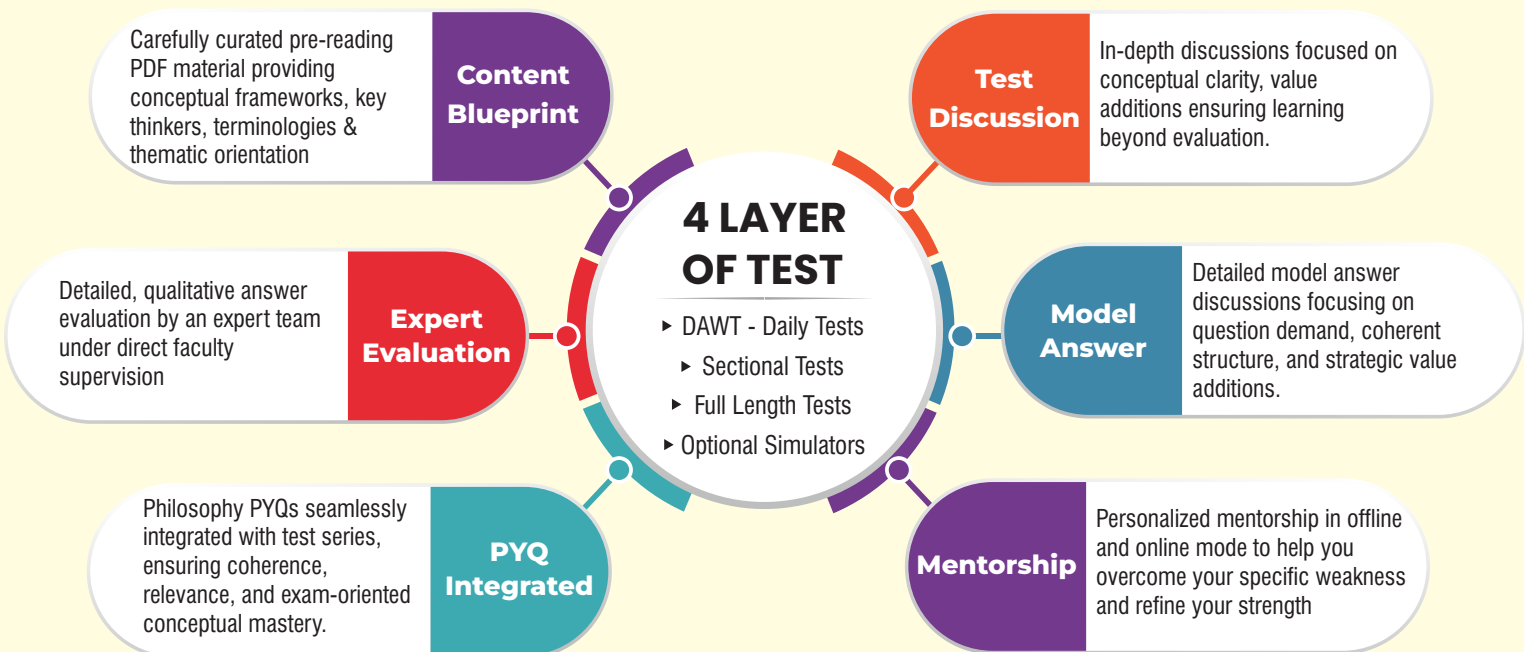 Carefully curated pre-reading
PDF material providing
conceptual frameworks, key
thinkers, terminologies &
thematic orientation
Content
Blueprint
Test
Discussion
In-depth discussions focused on
conceptual clarity, value
additions ensuring learning
beyond evaluation.
4 LAYER
OF TEST
▸ DAWT - Daily Tests
▸ Sectional Tests
▸ Full Length Tests
▸ Optional Simulators
Detailed, qualitative answer
evaluation by an expert team
under direct faculty
supervision
Expert
Evaluation
Model
Answer
Detailed model answer
discussions focusing on
question demand, coherent
structure, and strategic value
additions.
Philosophy PYQs seamlessly
integrated with test series,
ensuring coherence,
relevance, and exam-oriented
conceptual mastery.
PYQ
Integrated
Mentorship
Personalized mentorship in offline
and online mode to help you
overcome your specific weakness
and refine your strength